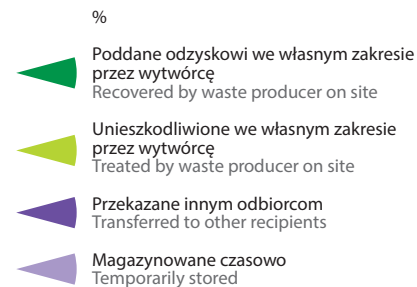 %
Poddane odzyskowi we własnym zakresie
przez wytwórcę
Recovered by waste producer on site
Unieszkodliwione we własnym zakresie
przez wytwórcę
Treated by waste producer on site
Przekazane innym odbiorcom
Transferred to other recipients
Magazynowane czasowo
Temporarily stored